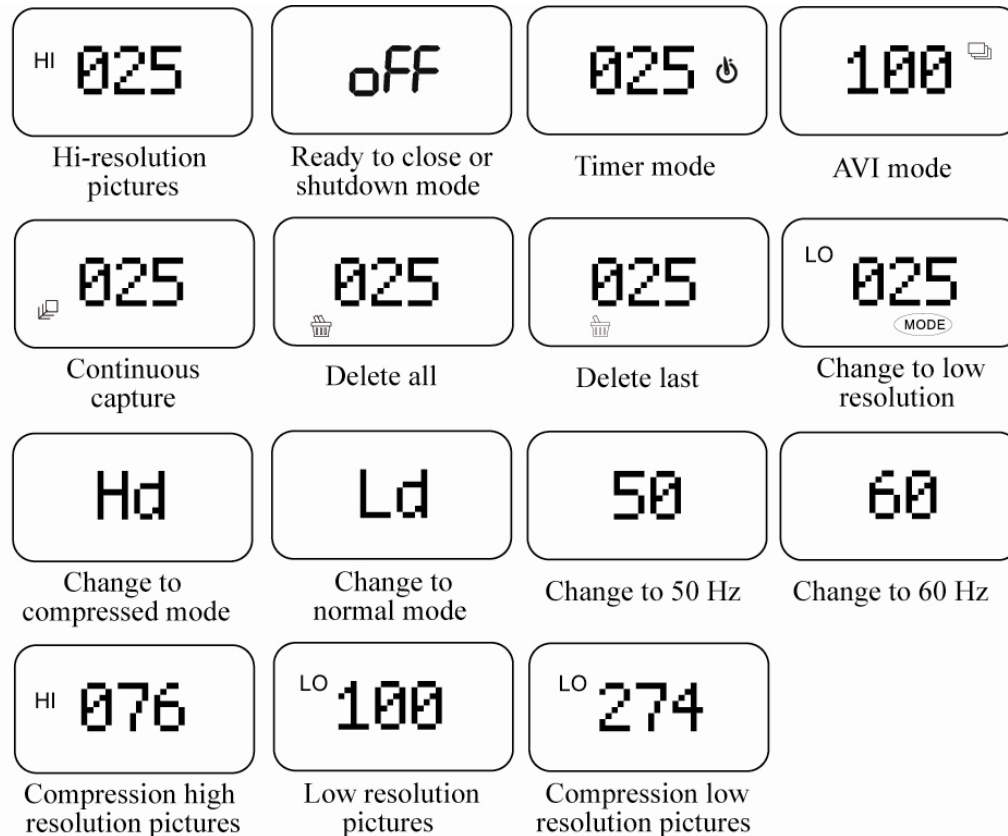 HI 025
oFF
025
100
Hi-resolution
pictures
Ready to close or
shutdown mode
Timer mode
AVI mode
025
025
025
LO 025
MODE
Continuous
capture
Delete all
Delete last
Change to low
resolution
Hd
Ld
50
60
Change to
compressed mode
Change to
normal mode
Change to 50 Hz
Change to 60 Hz
HI 076
LO 100
LO 274
Compression high
resolution pictures
Low resolution
pictures
Compression low
resolution pictures